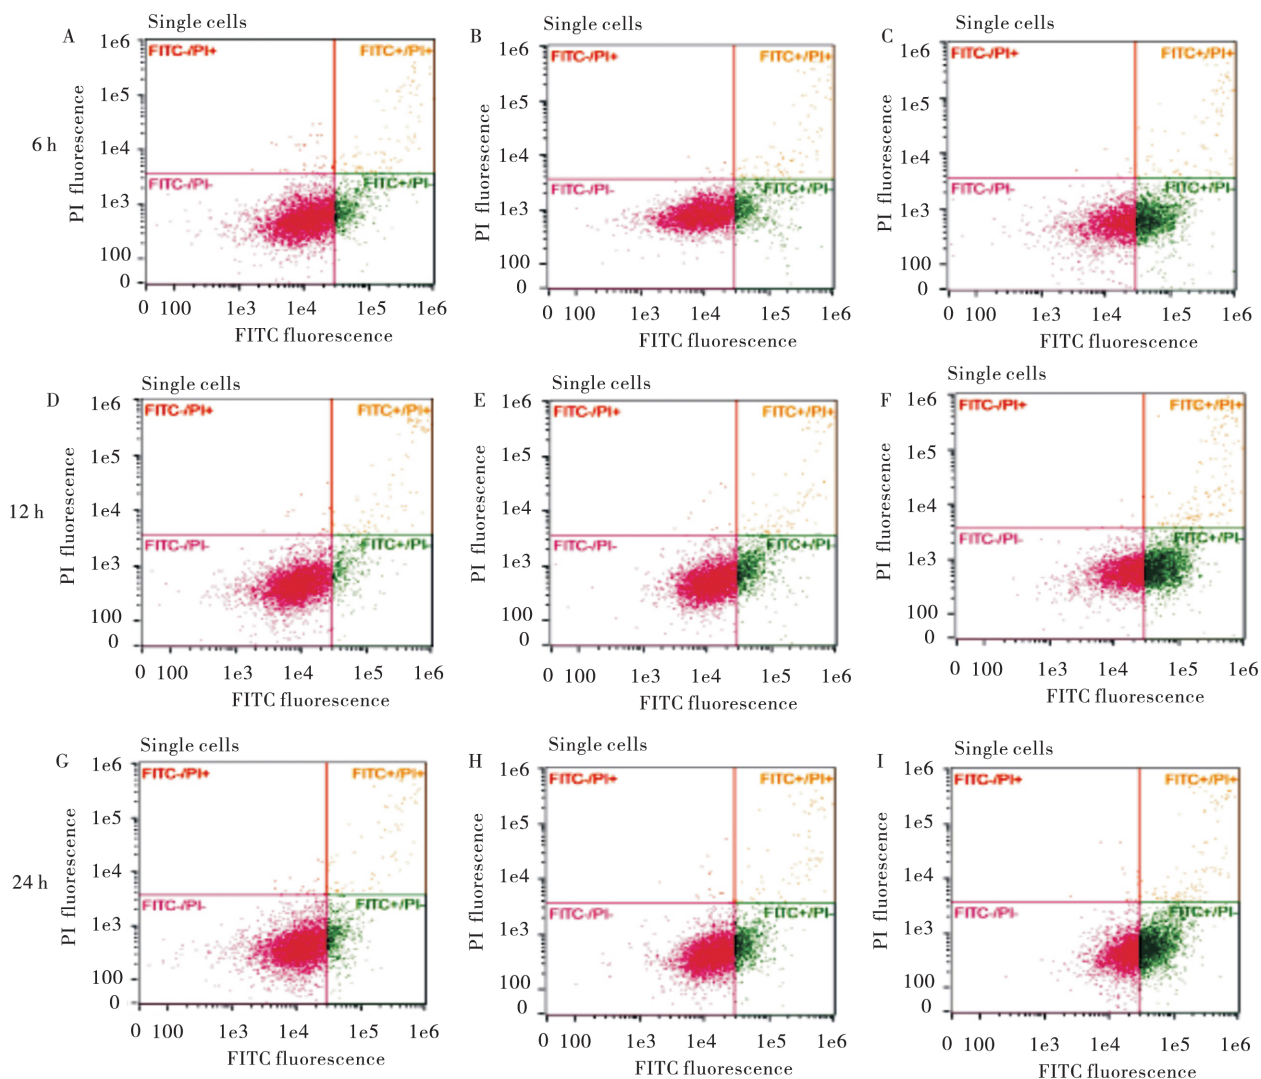 A Single cells
B Single cells
C Single cells
6 h
1e6 1e5 1e4 1e3 100 0
PI fluorescence
FITC-/PI+ FITC+/PI+
FITC-/PI- FITC+/PI-
0 100 1e3 1e4 1e5 1e6
FITC fluorescence
1e6 1e5 1e4 1e3 100 0
PI fluorescence
FITC-/PI+ FITC+/PI+
FITC-/PI- FITC+/PI-
0 100 1e3 1e4 1e5 1e6
FITC fluorescence
1e6 1e5 1e4 1e3 100 0
PI fluorescence
FITC-/PI+ FITC+/PI+
FITC-/PI- FITC+/PI-
0 100 1e3 1e4 1e5 1e6
FITC fluorescence
D Single cells
E Single cells
F Single cells
12 h
1e6 1e5 1e4 1e3 100 0
PI fluorescence
FITC-/PI+ FITC+/PI+
FITC-/PI- FITC+/PI-
0 100 1e3 1e4 1e5 1e6
FITC fluorescence
1e6 1e5 1e4 1e3 100 0
PI fluorescence
FITC-/PI+ FITC+/PI+
FITC-/PI- FITC+/PI-
0 100 1e3 1e4 1e5 1e6
FITC fluorescence
1e6 1e5 1e4 1e3 100 0
PI fluorescence
FITC-/PI+ FITC+/PI+
FITC-/PI- FITC+/PI-
0 100 1e3 1e4 1e5 1e6
FITC fluorescence
G Single cells
H Single cells
I Single cells
24 h
1e6 1e5 1e4 1e3 100 0
PI fluorescence
FITC-/PI+ FITC+/PI+
FITC-/PI- FITC+/PI-
0 100 1e3 1e4 1e5 1e6
FITC fluorescence
1e6 1e5 1e4 1e3 100 0
PI fluorescence
FITC-/PI+ FITC+/PI+
FITC-/PI- FITC+/PI-
0 100 1e3 1e4 1e5 1e6
FITC fluorescence
1e6 1e5 1e4 1e3 100 0
PI fluorescence
FITC-/PI+ FITC+/PI+
FITC-/PI- FITC+/PI-
0 100 1e3 1e4 1e5 1e6
FITC fluorescence